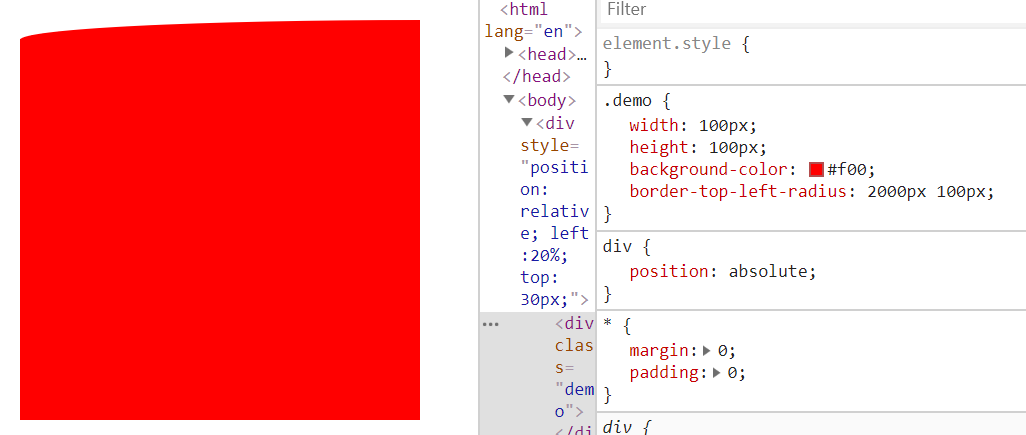 <html
lang="en">
<head>…
</head>
<body>
<div
style=
"positi
on:
relativ
e; left
:20%;
top:
30px;">
<div
clas
s=
"dem
o">
</di
Filter
element.style {
}
.demo {
width: 100px;
height: 100px;
background-color: #f00;
border-top-left-radius: 2000px 100px;
}
div {
position: absolute;
}
* {
margin: 0;
padding: 0;
}
div {